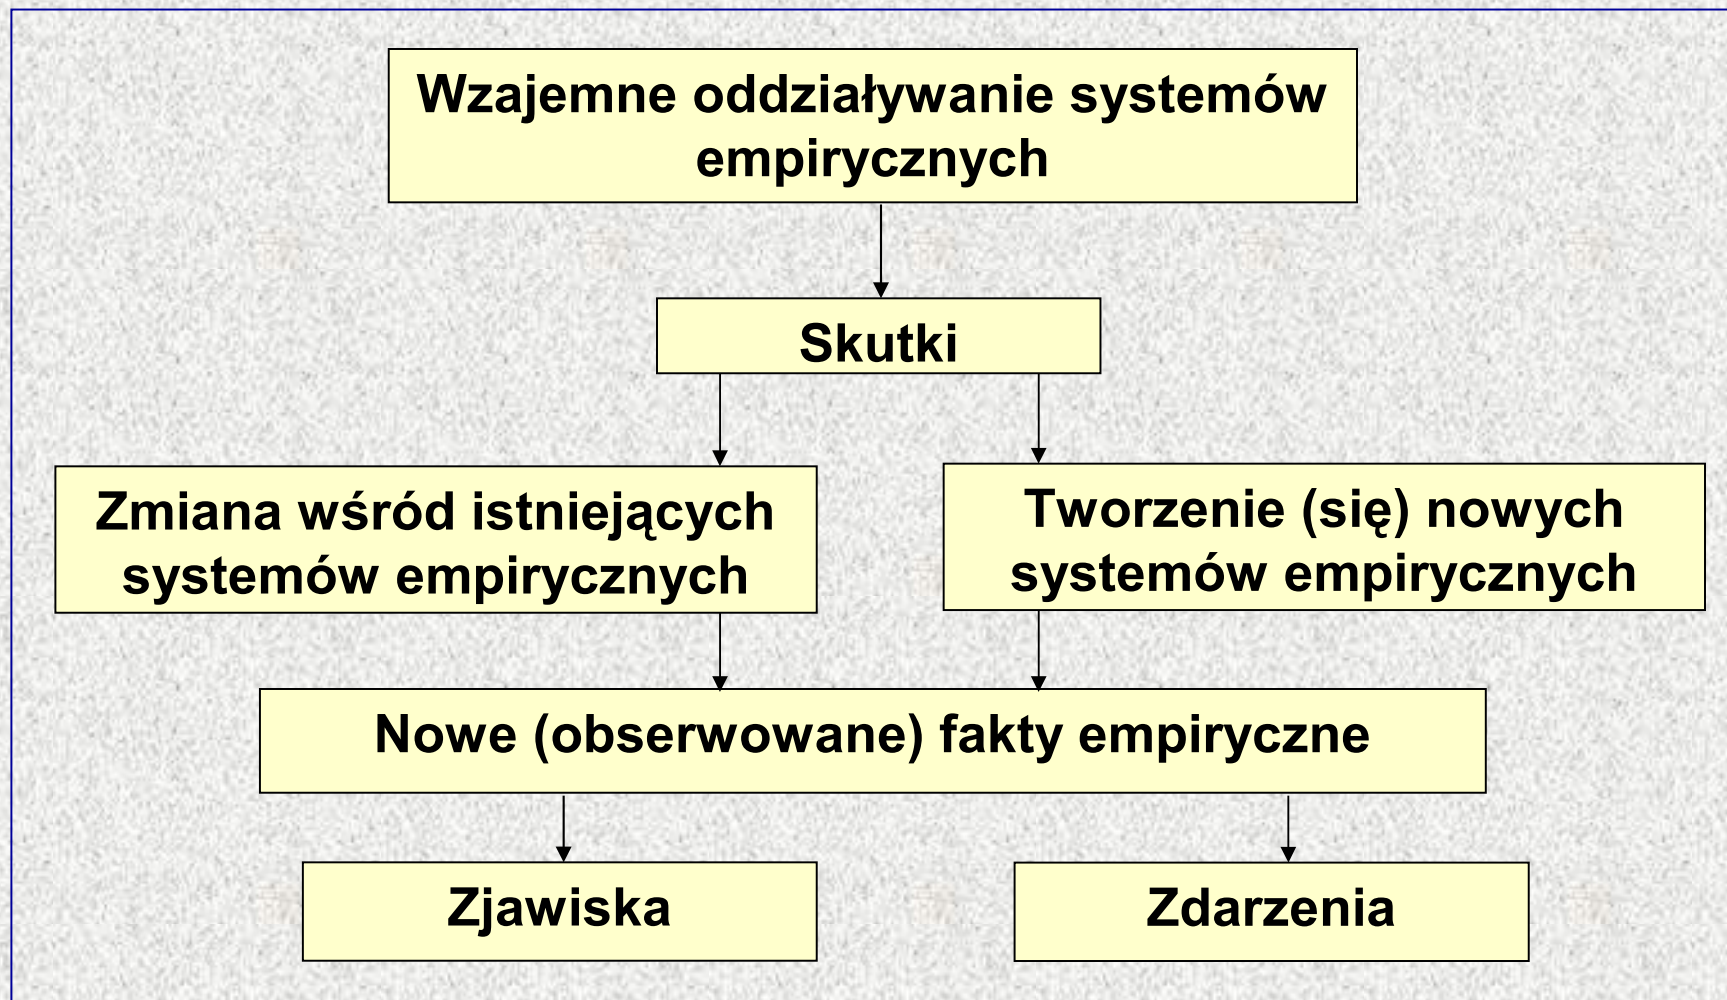 Wzajemne oddziaływanie systemów
empirycznych
Skutki
Zmiana wśród istniejących
systemów empirycznych
Tworzenie (się) nowych
systemów empirycznych
Nowe (obserwowane) fakty empiryczne
Zjawiska
Zdarzenia